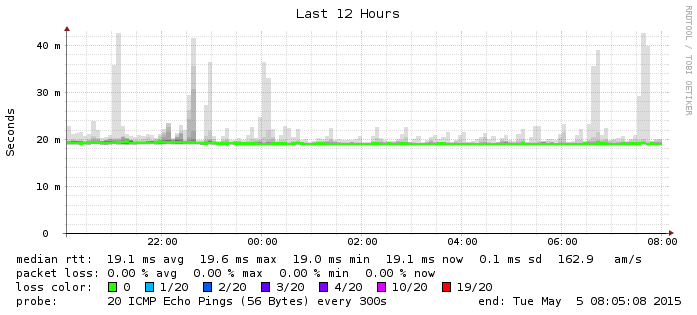 Last 12 Hours
RRDTOOL / TOBI OETIKER
Seconds
40 m
30 m
20 m
10 m
0
22:00 00:00 02:00 04:00 06:00 08:00
median rtt: 19.1 ms avg 19.6 ms max 19.0 ms min 19.1 ms now 0.1 ms sd 162.9 am/s
packet loss: 0.00 % avg 0.00 % max 0.00 % min 0.00 % now
loss color: 0 1/20 2/20 3/20 4/20 10/20 19/20
probe: 20 ICMP Echo Pings (56 Bytes) every 300s end: Tue May 5 08:05:08 2015